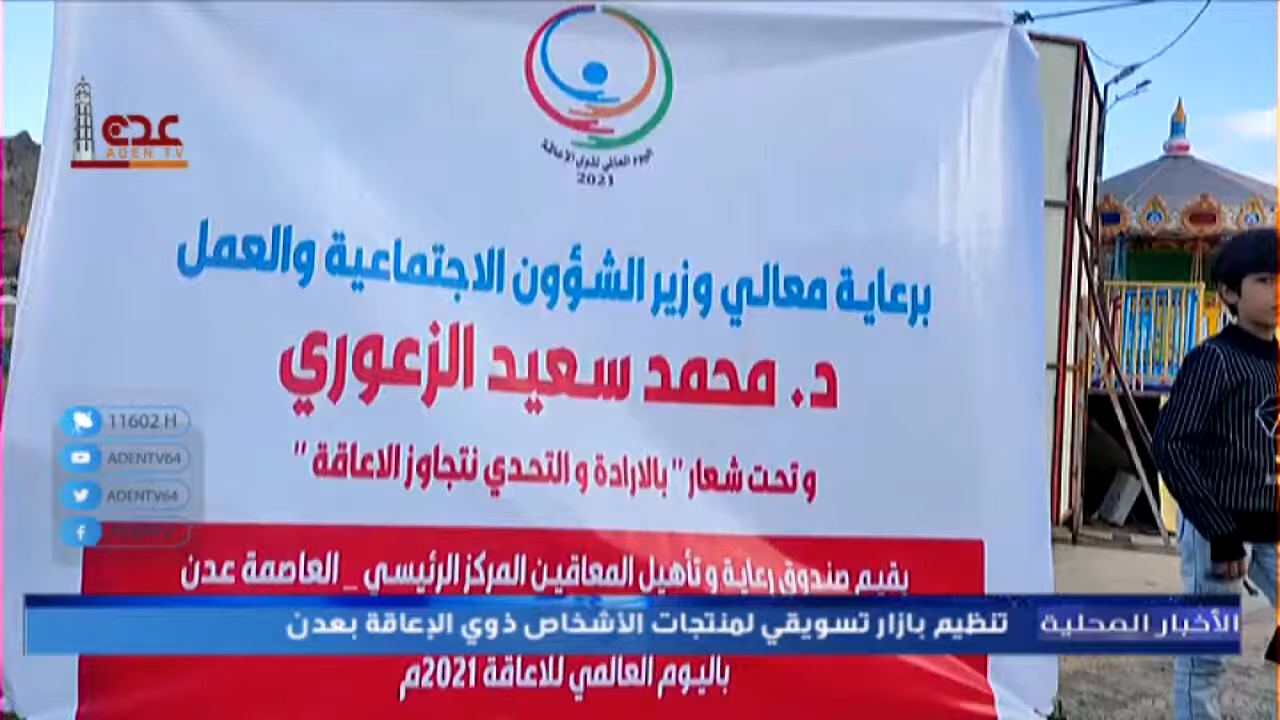 اليوم العالمي لذوي الإعاقة
2021
عدن
ADEN TV
برعاية معالي وزير الشؤون الاجتماعية والعمل
د. محمد سعيد الزعوري
وتحت شعار " بالارادة و التحدي نتجاوز الاعاقة "
11602 H
ADENTV64
ADENTV64
يقيم صندوق رعاية وتأهيل المعاقين المركز الرئيسي _ العاصمة عدن
الأخبار المحلية تنظيم بازار تسويقي لمنتجات الأشخاص ذوي الإعاقة بعدن
باليوم العالمي للاعاقة 2021م